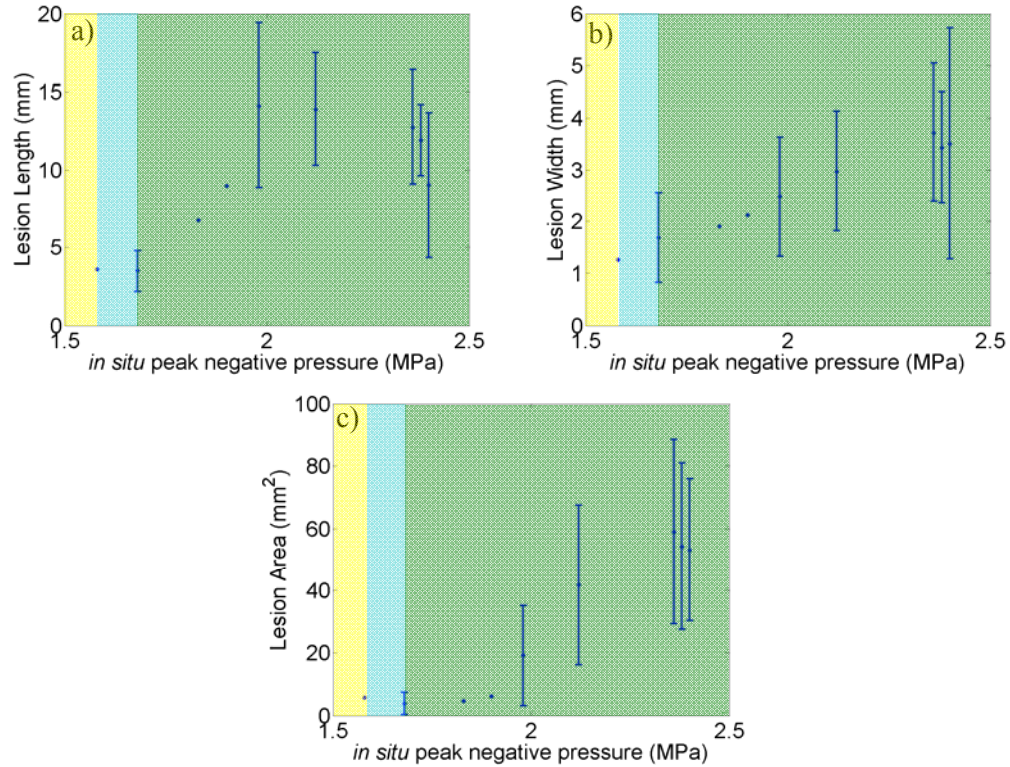 a)
20
15
10
5
0
Lesion Length (mm)
1.5 2 2.5
in situ peak negative pressure (MPa)
b)
6
5
4
3
2
1
0
Lesion Width (mm)
1.5 2 2.5
in situ peak negative pressure (MPa)
c)
100
80
60
40
20
0
Lesion Area (mm²)
1.5 2 2.5
in situ peak negative pressure (MPa)